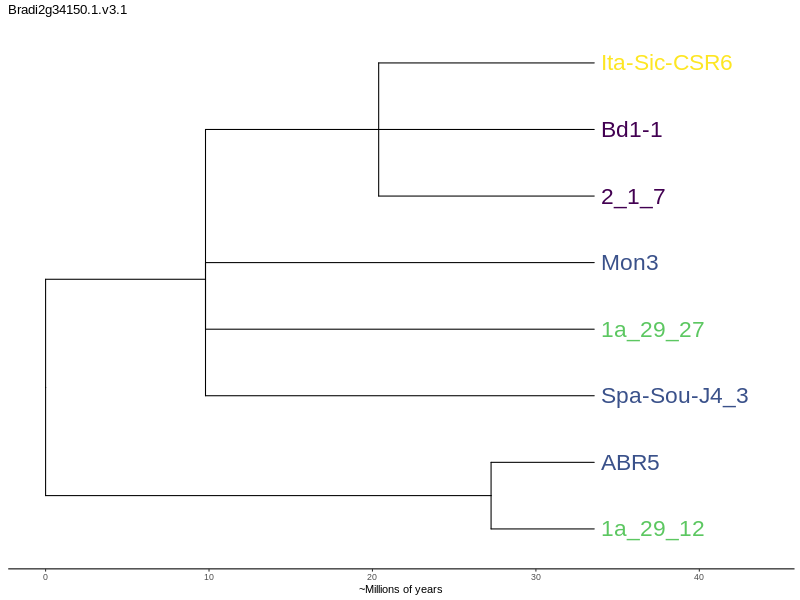 Bradi2g34150.1.v3.1
Ita-Sic-CSR6
Bd1-1
2_1_7
Mon3
1a_29_27
Spa-Sou-J4_3
ABR5
1a_29_12
0 10 20 30 40
~Millions of years